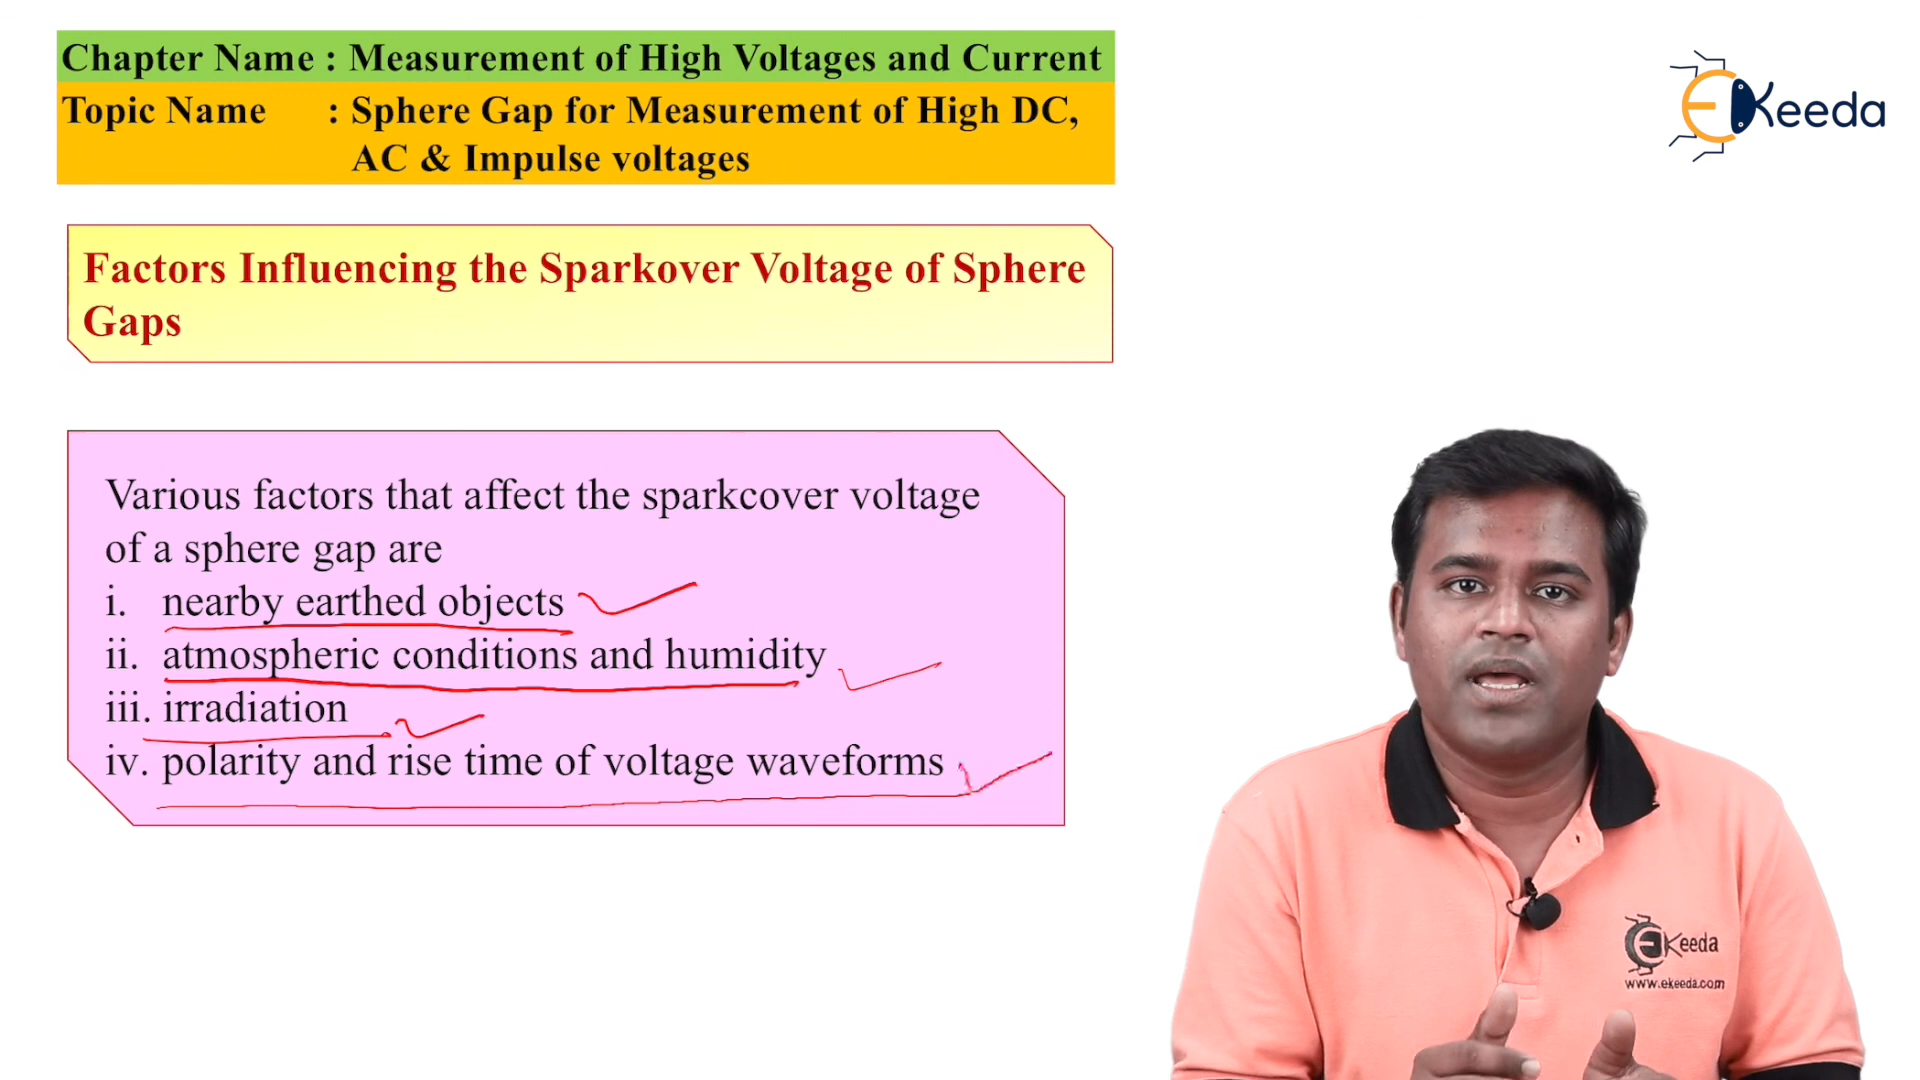 Chapter Name : Measurement of High Voltages and Current
Topic Name : Sphere Gap for Measurement of High DC,
AC & Impulse voltages
EKeeda
Factors Influencing the Sparkover Voltage of Sphere
Gaps
Various factors that affect the sparkcover voltage
of a sphere gap are
i. nearby earthed objects
ii. atmospheric conditions and humidity
iii. irradiation
iv. polarity and rise time of voltage waveforms
EKeeda
www.ekeeda.com